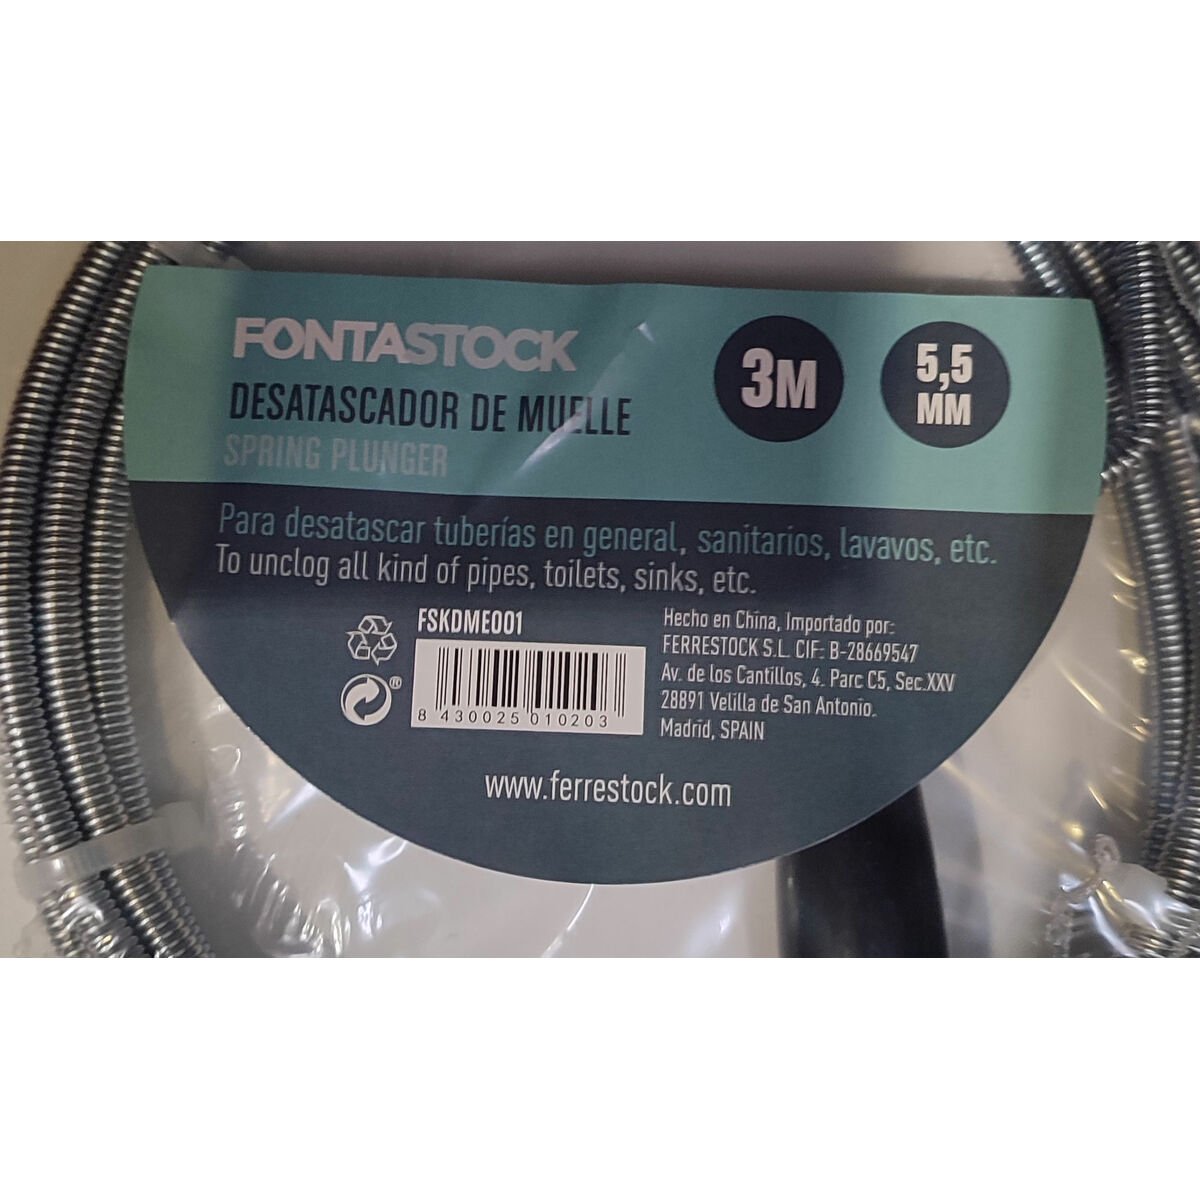 FONTASTOCK
DESATASCADOR DE MUELLE
SPRING PLUNGER
3M
5,5
MM
Para desatascar tuberías en general, sanitarios, lavavos, etc.
To unclog all kind of pipes, toilets, sinks, etc.
FSKDME001
8 430025 010203
®
Hecho en China, Importado por:
FERRESTOCK S.L. CIF: B-28669547
Av. de los Cantillos, 4. Parc C5, Sec.XXV
28891 Velilla de San Antonio.
Madrid, SPAIN
www.ferrestock.com